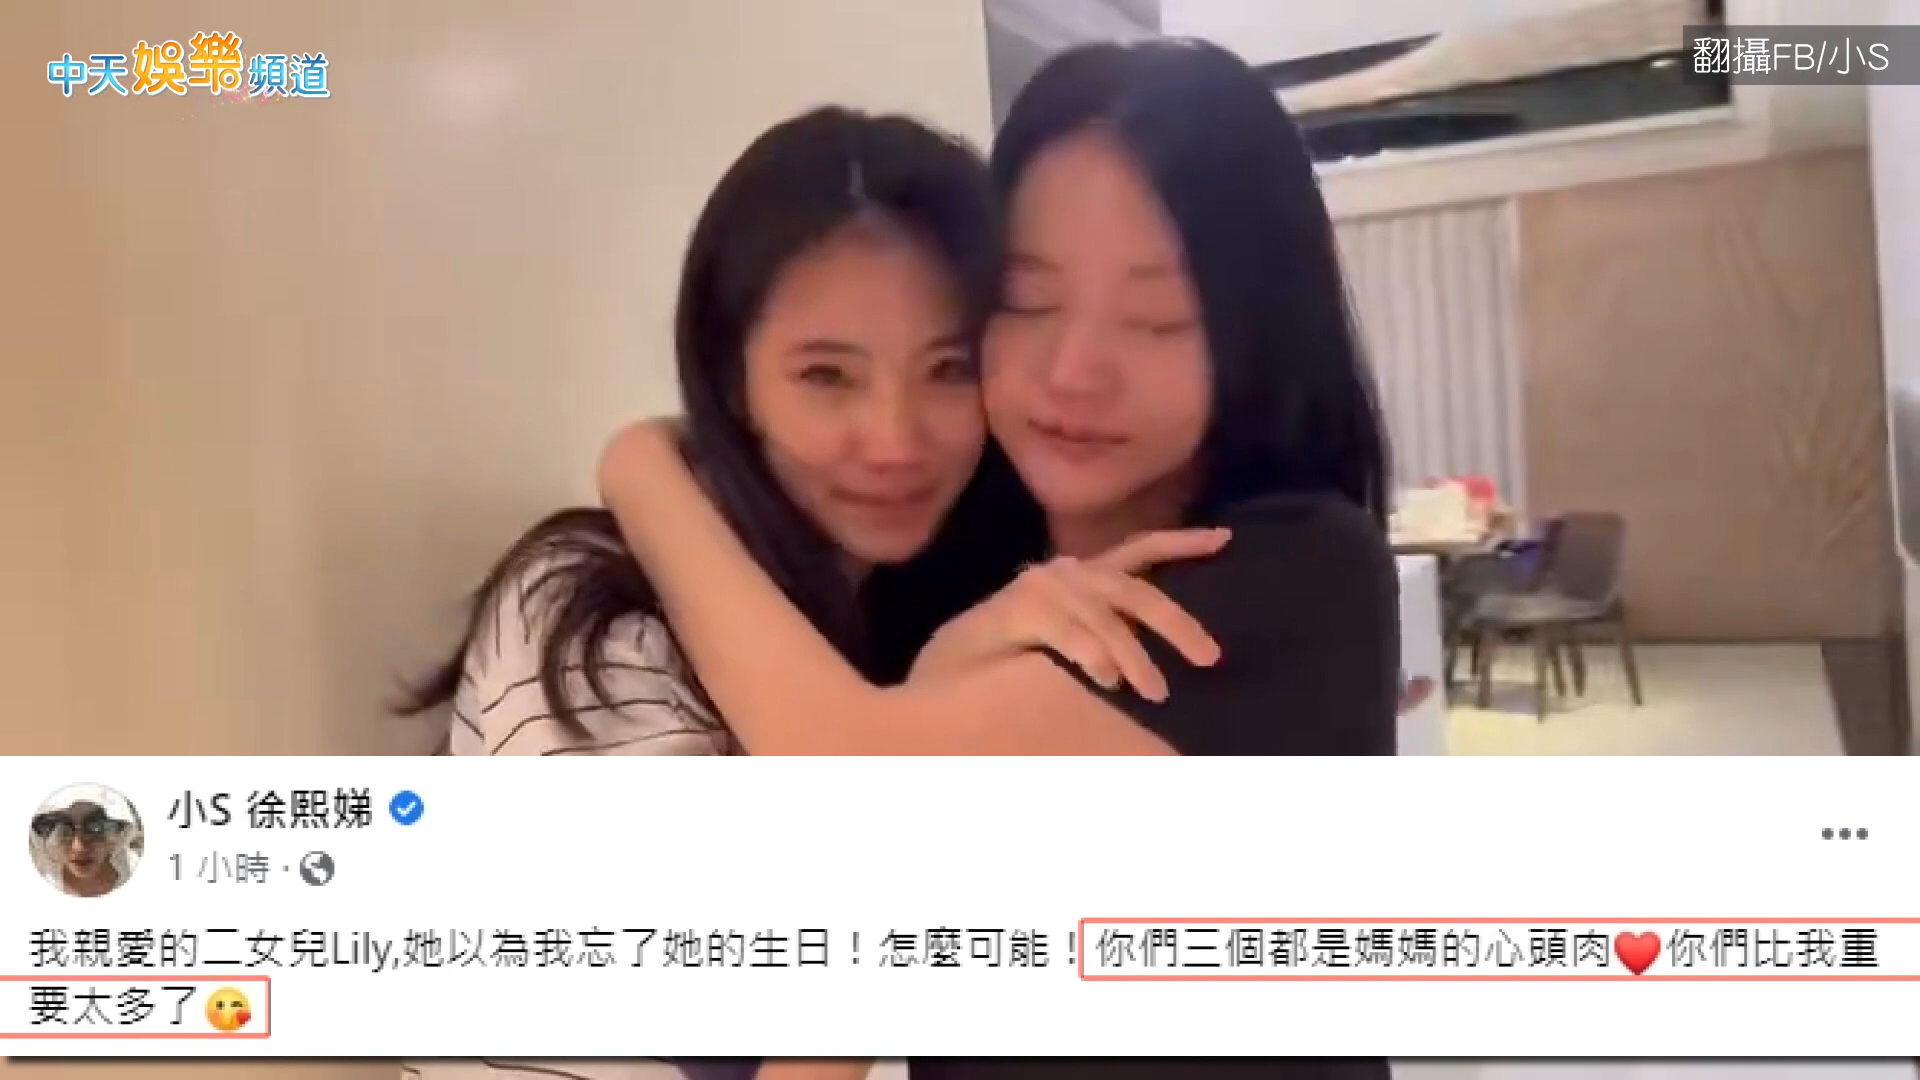 中天娛樂頻道
翻攝FB/小S
小S 徐熙娣
1 小時 ·
我親愛的二女兒Lily,她以為我忘了她的生日！怎麼可能！你們三個都是媽媽的心頭肉❤️你們比我重
要太多了😘